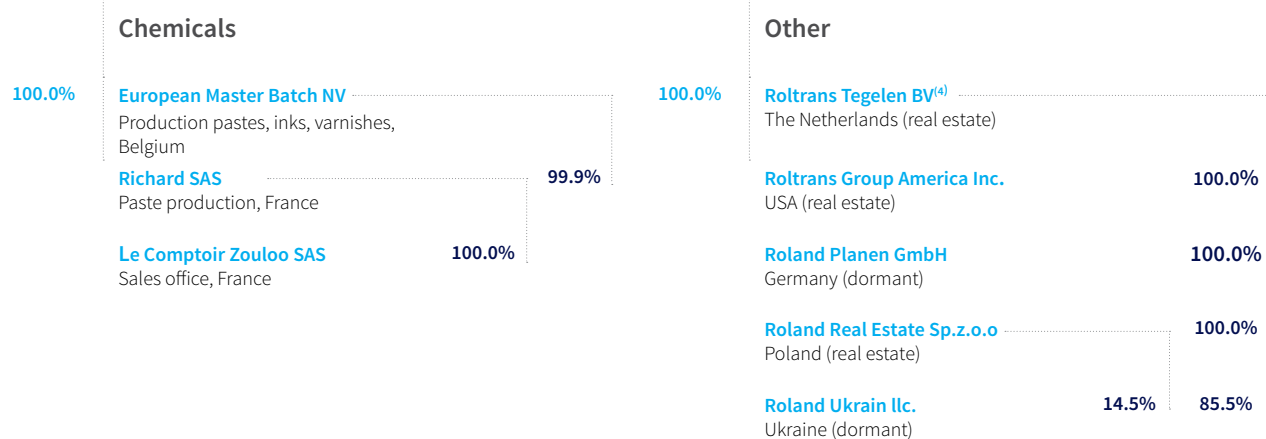 Chemicals
100.0%
European Master Batch NV
Production pastes, inks, varnishes,
Belgium
Richard SAS
99.9%
Paste production, France
Le Comptoir Zouloo SAS
100.0%
Sales office, France
Other
100.0%
Roltrans Tegelen BV(4)
The Netherlands (real estate)
Roltrans Group America Inc.
100.0%
USA (real estate)
Roland Planen GmbH
100.0%
Germany (dormant)
Roland Real Estate Sp.z.o.o
100.0%
Poland (real estate)
Roland Ukrain llc.
14.5%
85.5%
Ukraine (dormant)